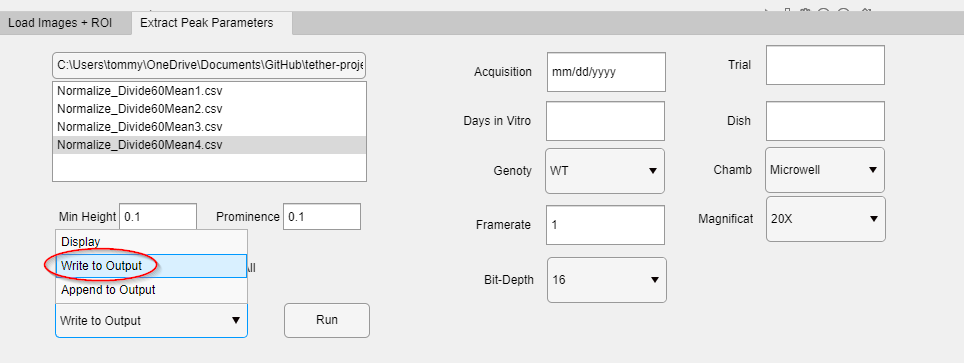 Load Images + ROI
Extract Peak Parameters
C:\Users\tommy\OneDrive\Documents\GitHub\tether-proje
Normalize_Divide60Mean1.csv
Normalize_Divide60Mean2.csv
Normalize_Divide60Mean3.csv
Normalize_Divide60Mean4.csv
Min Height 0.1 Prominence 0.1
Display
Write to Output
Append to Output
Write to Output
Run
Acquisition mm/dd/yyyy
Days in Vitro
Genoty WT
Framerate 1
Bit-Depth 16
Trial
Dish
Chamb Microwell
Magnificat 20X